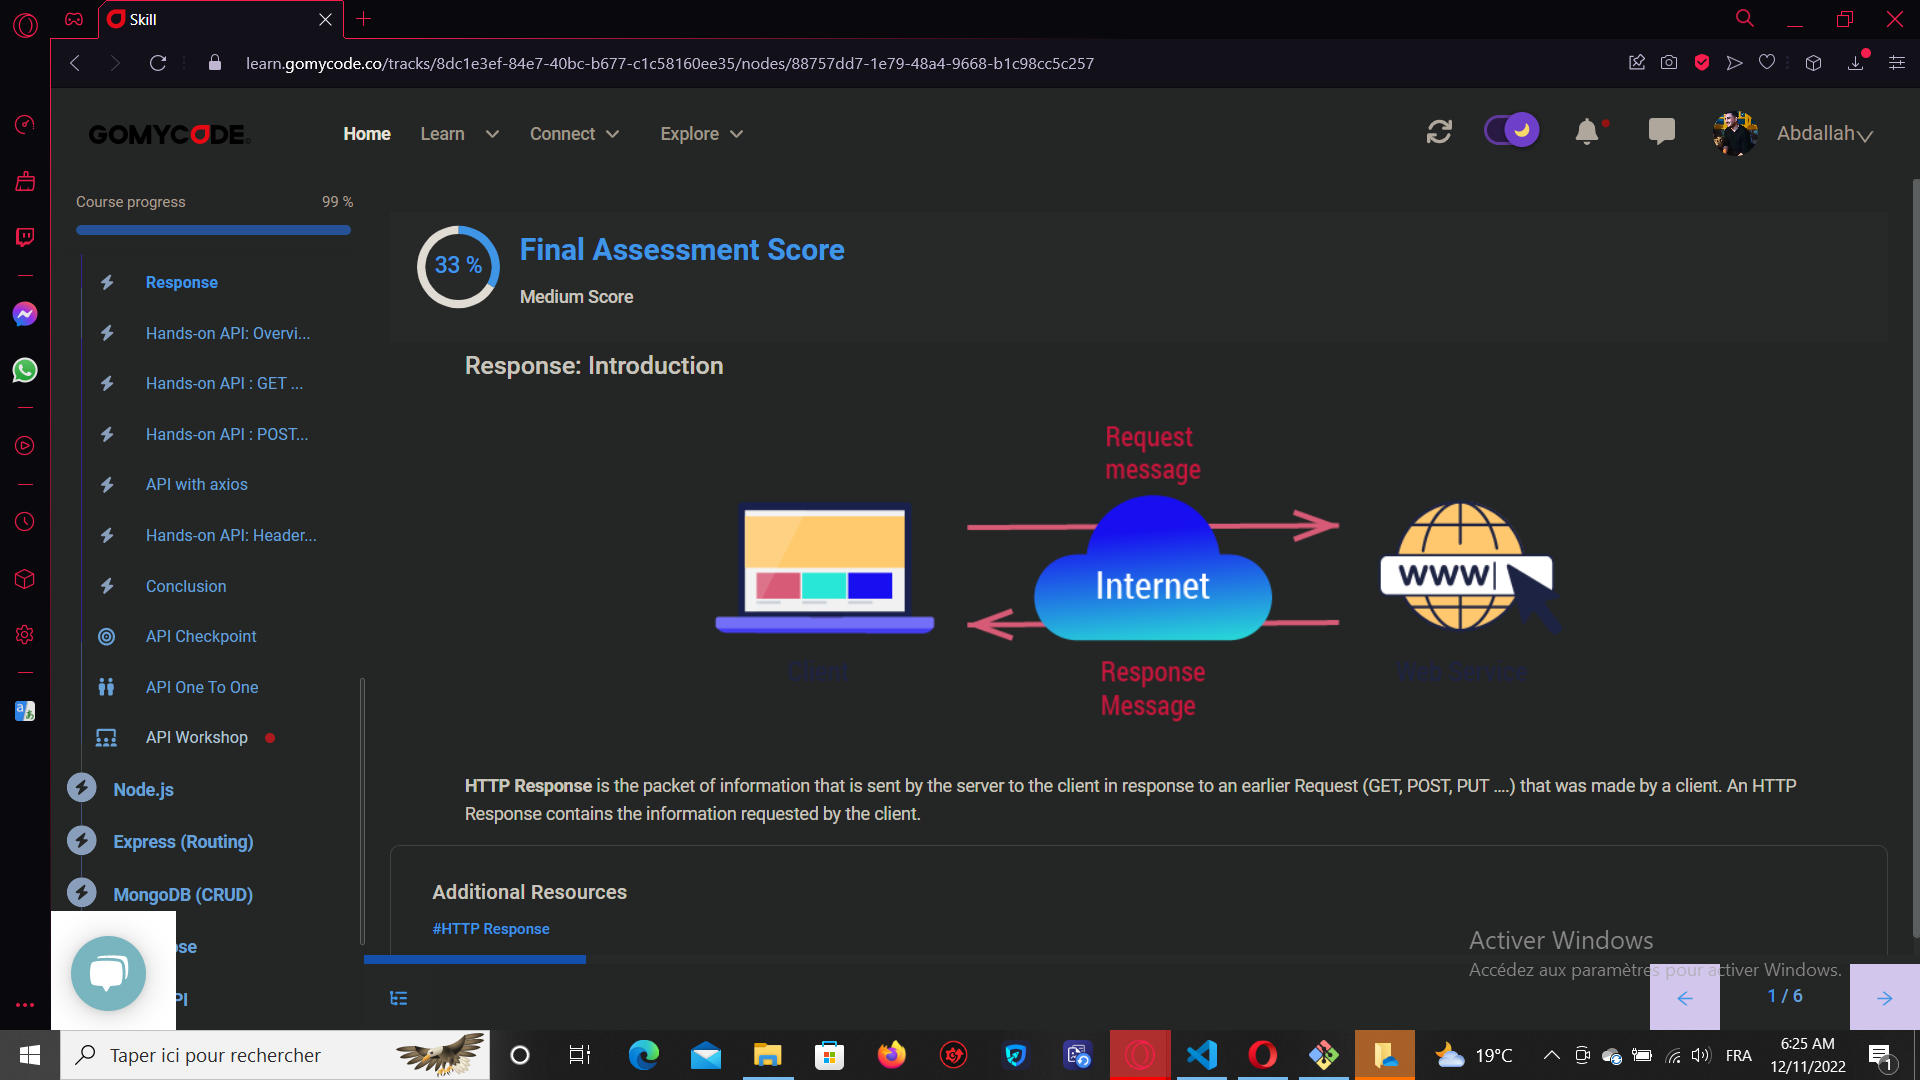 Skill
learn.gomycode.co/tracks/8dc1e3ef-84e7-40bc-b677-c1c58160ee35/nodes/88757dd7-1e79-48a4-9668-b1c98cc5c257
GOMYCODE
Home
Learn
Connect
Explore
Abdallah
Course progress
99 %
Response
Hands-on API: Overvi...
Hands-on API : GET ...
Hands-on API : POST...
API with axios
Hands-on API: Header...
Conclusion
API Checkpoint
API One To One
API Workshop
Node.js
Express (Routing)
MongoDB (CRUD)
ose
PI
33 %
Final Assessment Score
Medium Score
Response: Introduction
Request
message
Internet
WWW
Client
Web Service
Response
Message
HTTP Response is the packet of information that is sent by the server to the client in response to an earlier Request (GET, POST, PUT ....) that was made by a client. An HTTP
Response contains the information requested by the client.
Additional Resources
#HTTP Response
Activer Windows
Accédez aux paramètres pour activer Windows.
1 / 6
Taper ici pour rechercher
19°C
FRA
6:25 AM
12/11/2022
1